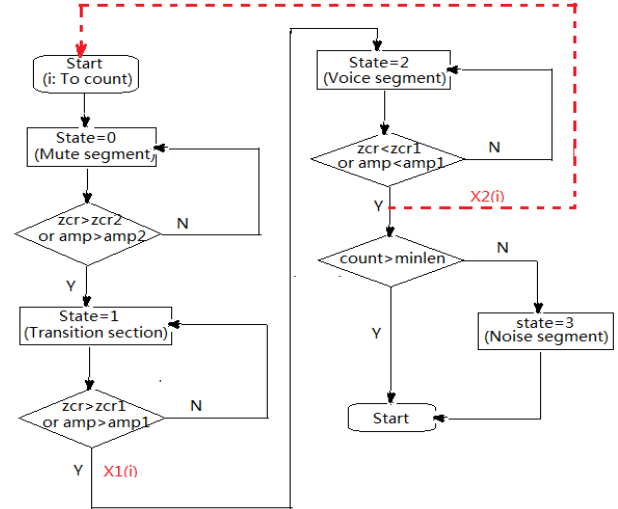 Start
(i: To count)
State=0
(Mute segment)
zcr>zcr2
or amp>amp2
N
Y
State=1
(Transition section)
zcr>zcr1
or amp>amp1
N
Y
X1(i)
State=2
(Voice segment)
zcr<zcr1
or amp<amp1
N
Y
X2(i)
count>minlen
N
Y
state=3
(Noise segment)
Start